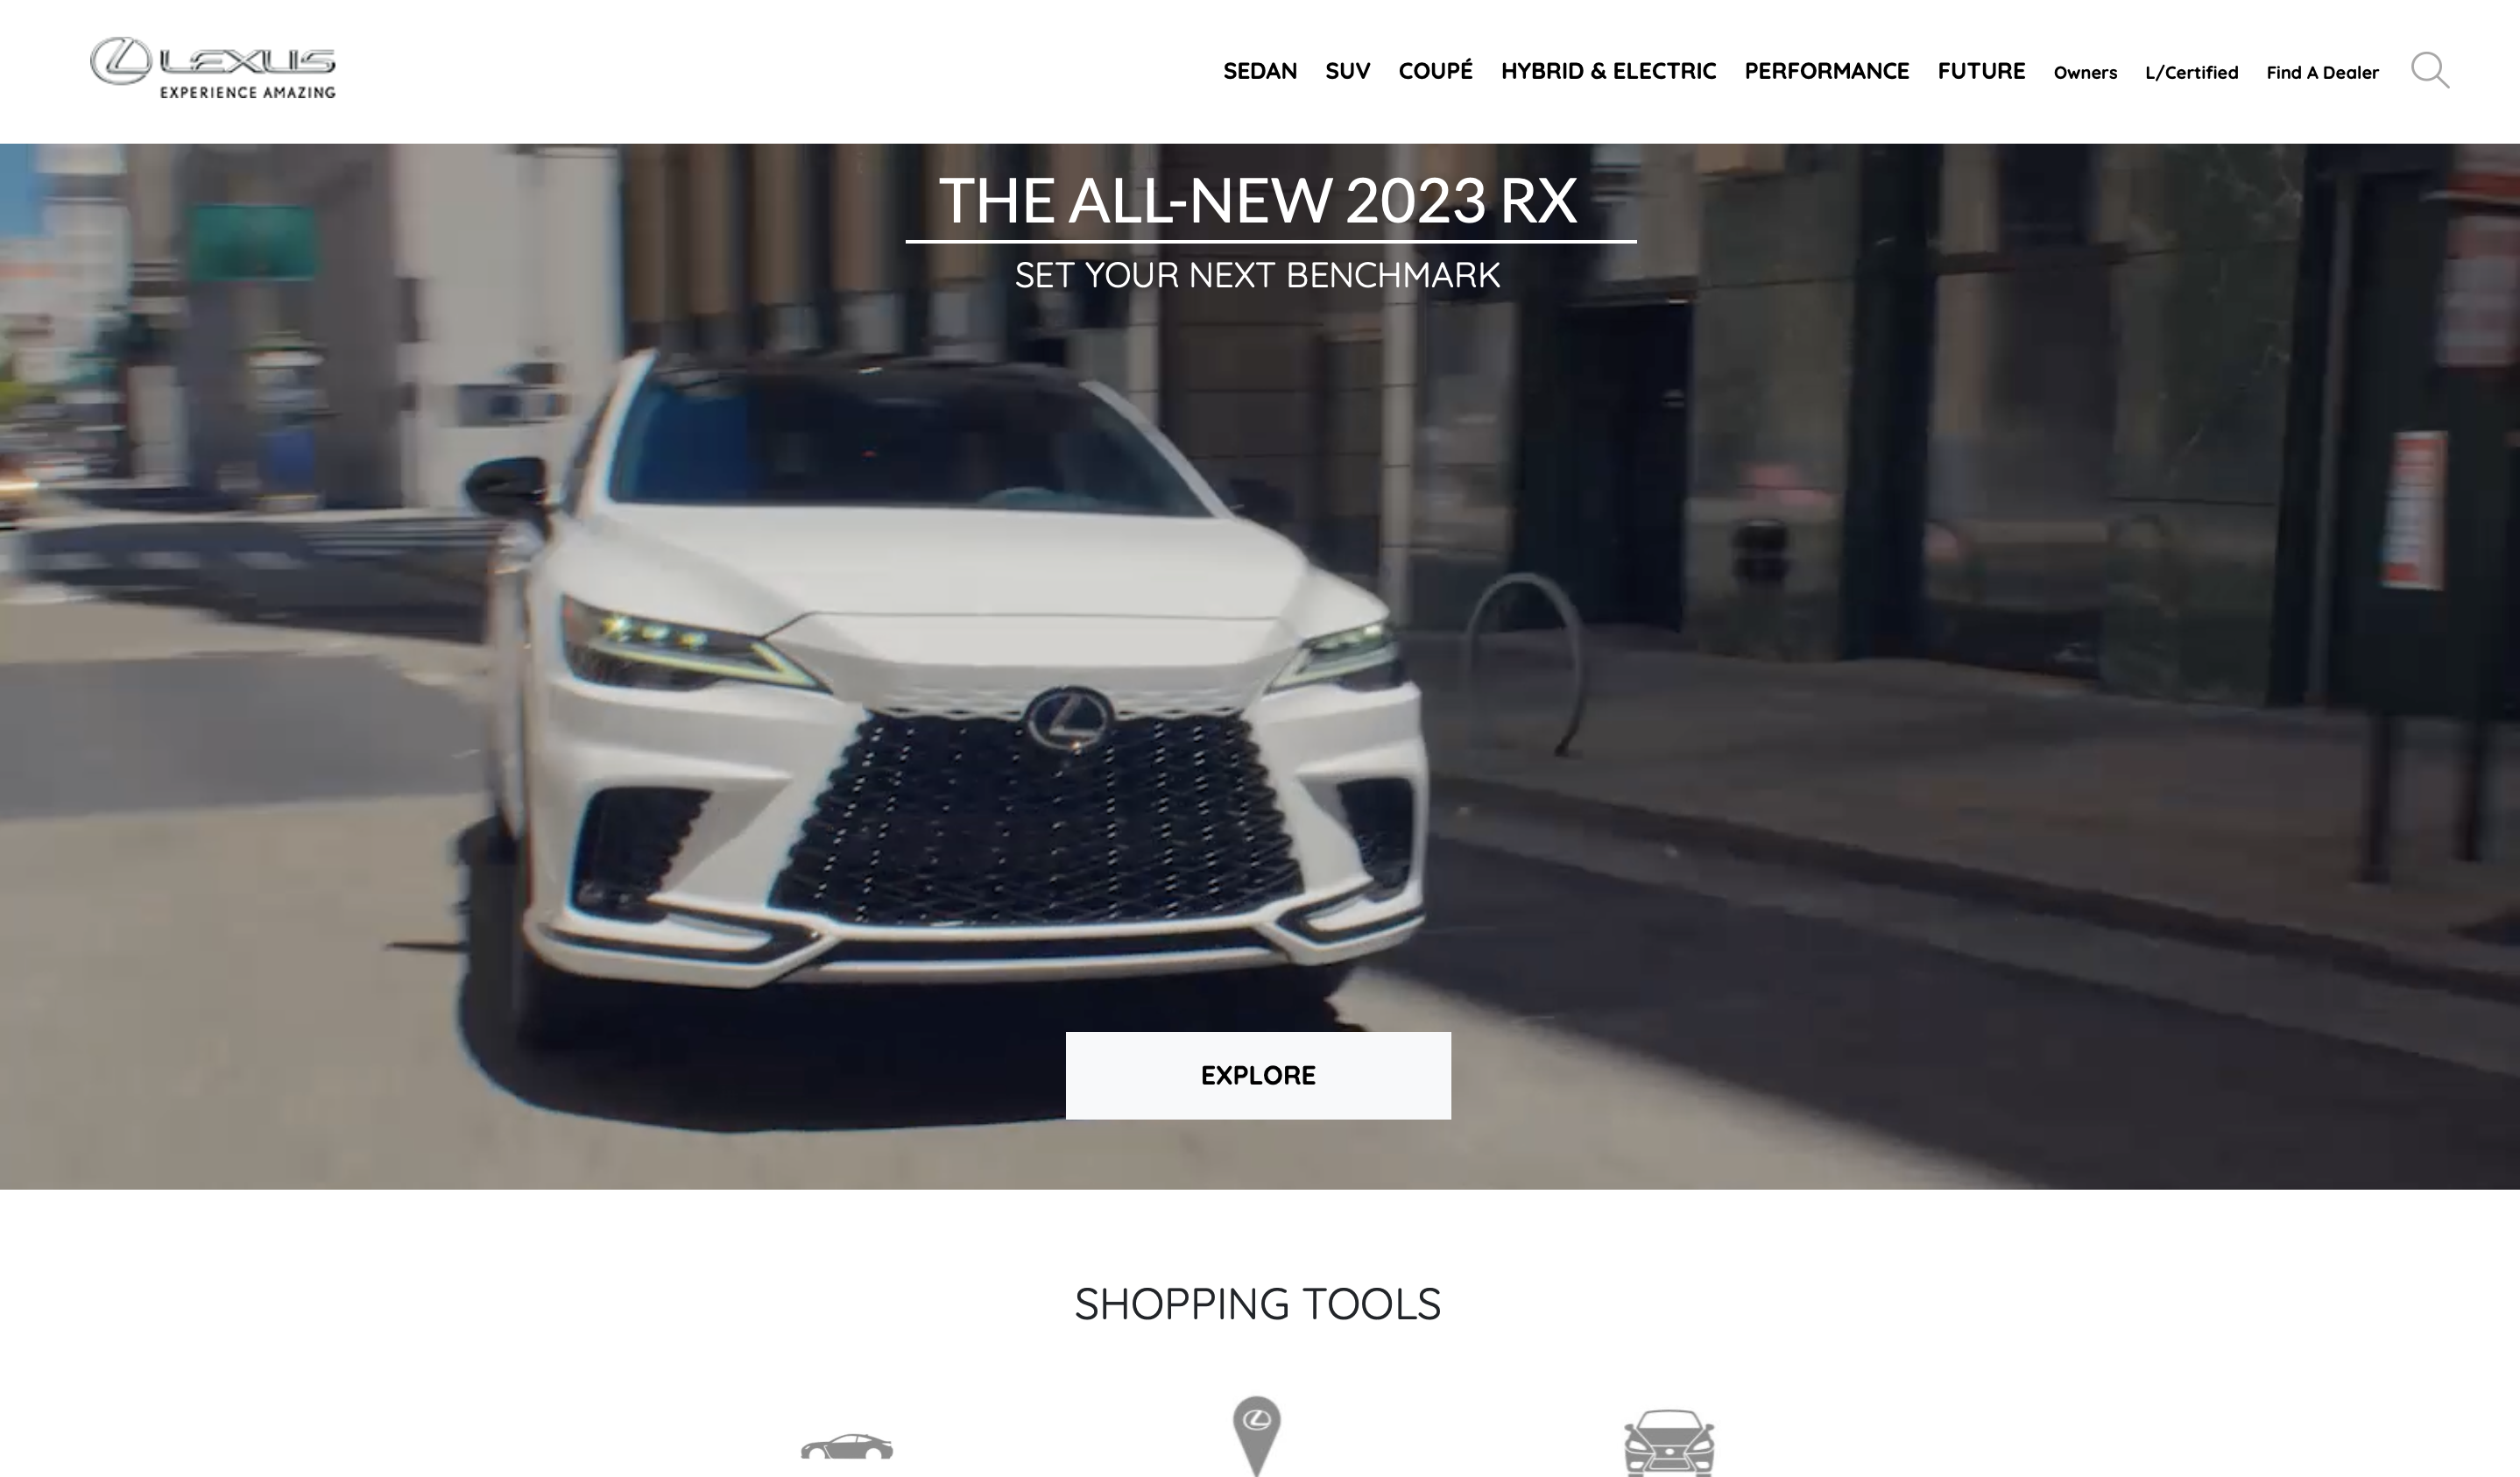 LEXUS
EXPERIENCE AMAZING
SEDAN SUV COUPÉ HYBRID & ELECTRIC PERFORMANCE FUTURE Owners L/Certified Find A Dealer
THE ALL-NEW 2023 RX
SET YOUR NEXT BENCHMARK
EXPLORE
SHOPPING TOOLS